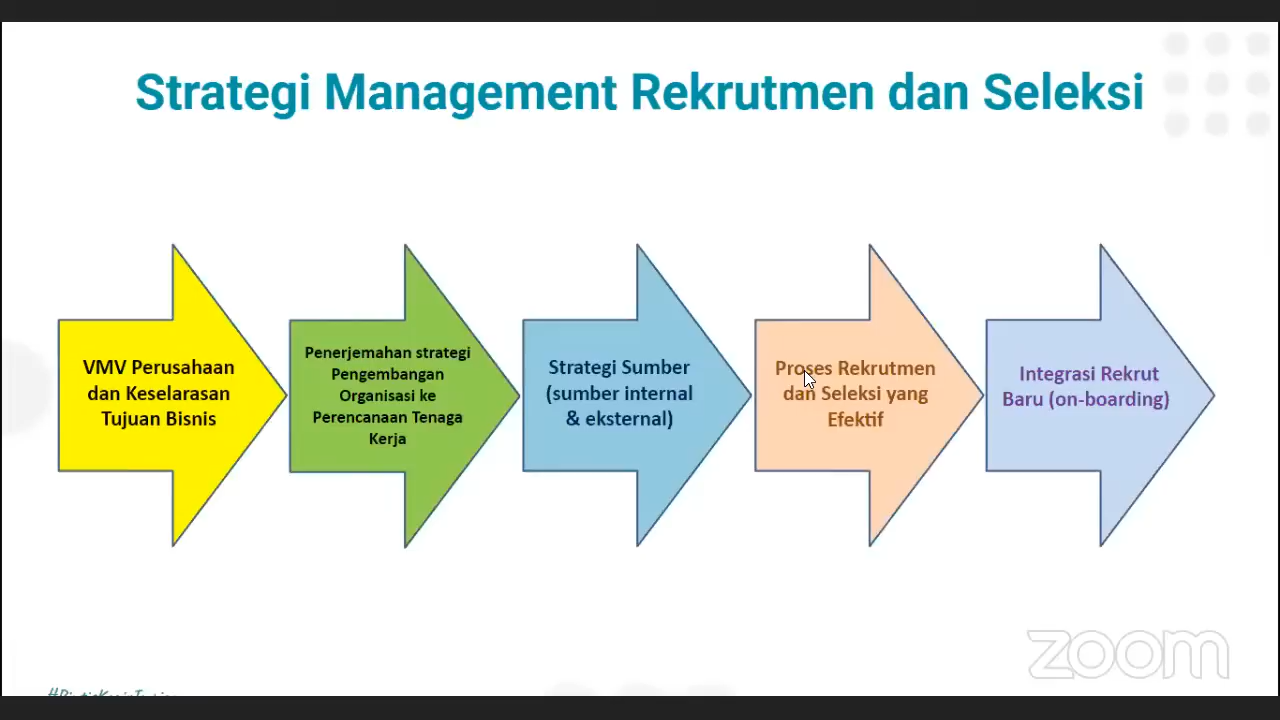 Strategi Management Rekrutmen dan Seleksi
VMV Perusahaan
dan Keselarasan
Tujuan Bisnis
Penerjemahan strategi
Pengembangan
Organisasi ke
Perencanaan Tenaga
Kerja
Strategi Sumber
(sumber internal
& eksternal)
Proses Rekrutmen
dan Seleksi yang
Efektif
Integrasi Rekrut
Baru (on-boarding)
zoom